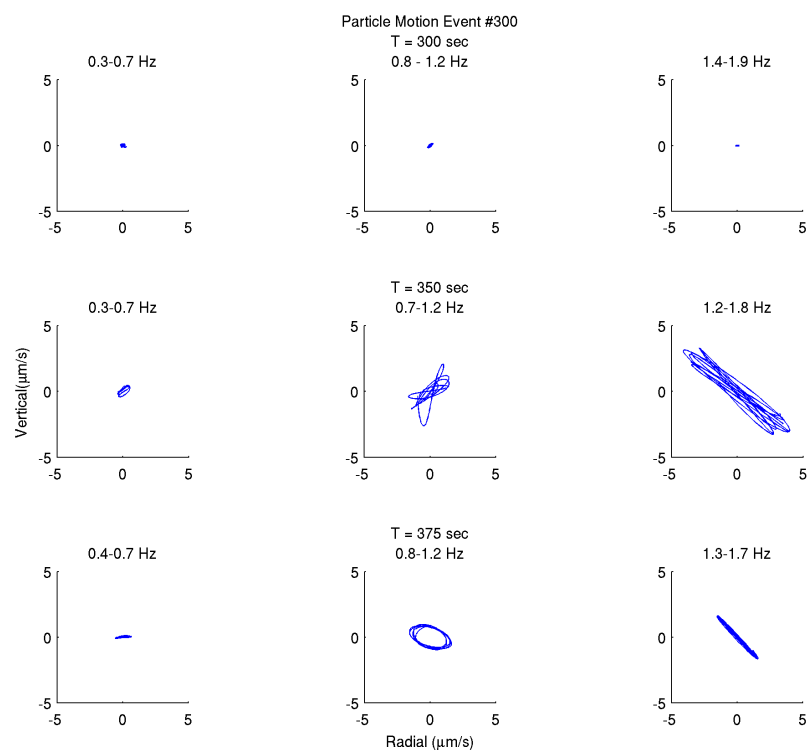 Particle Motion Event #300
T = 300 sec
0.3-0.7 Hz
0.8 - 1.2 Hz
1.4-1.9 Hz
5
0
-5
-5 0 5
5
0
-5
-5 0 5
5
0
-5
-5 0 5
T = 350 sec
0.3-0.7 Hz
0.7-1.2 Hz
1.2-1.8 Hz
Vertical(μm/s)
5
0
-5
-5 0 5
5
0
-5
-5 0 5
5
0
-5
-5 0 5
T = 375 sec
0.4-0.7 Hz
0.8-1.2 Hz
1.3-1.7 Hz
5
0
-5
-5 0 5
5
0
-5
-5 0 5
5
0
-5
-5 0 5
Radial (μm/s)